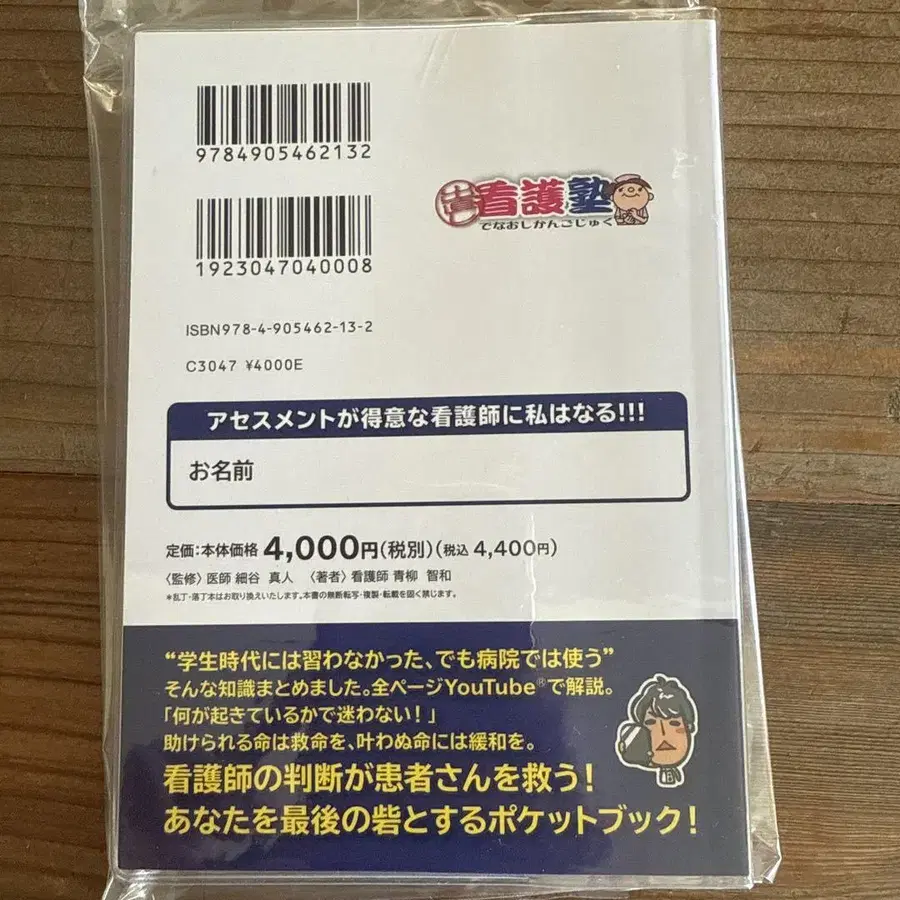 9784905462132
出直看護塾
でなおしかんごじゅく
1923047040008
ISBN978-4-905462-13-2
C3047 ¥4000E
アセスメントが得意な看護師に私はなる!!!
お名前
定価:本体価格 4,000円(税別)(税込 4,400円)
〈監修〉医師 細谷 真人 〈著者〉看護師 青柳 智和
*乱丁・落丁本はお取り換えいたします。本書の無断転写・複製・転載を固く禁じます。
“学生時代には習わなかった、でも病院では使う”
そんな知識まとめました。全ページYouTube®で解説。
「何が起きているかで迷わない!」
助けられる命は救命を、叶わぬ命には緩和を。
看護師の判断が患者さんを救う!
あなたを最後の砦とするポケットブック!